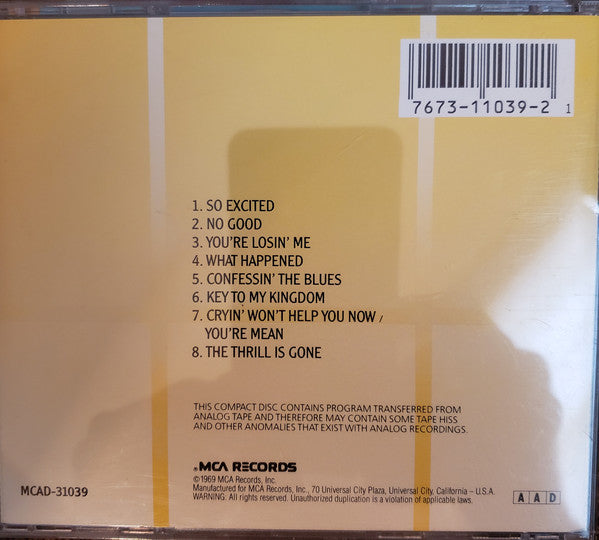 7673-11039-2 1
1. SO EXCITED
2. NO GOOD
3. YOU'RE LOSIN' ME
4. WHAT HAPPENED
5. CONFESSIN' THE BLUES
6. KEY TO MY KINGDOM
7. CRYIN' WON'T HELP YOU NOW/
YOU'RE MEAN
8. THE THRILL IS GONE
THIS COMPACT DISC CONTAINS PROGRAM TRANSFERRED FROM
ANALOG TAPE AND THEREFORE MAY CONTAIN SOME TAPE HISS
AND OTHER ANOMALIES THAT EXIST WITH ANALOG RECORDINGS.
MCA RECORDS
©1969 MCA Records, Inc.
Manufactured for MCA Records, Inc., 70 Universal City Plaza, Universal City, California – U.S.A.
WARNING: All rights reserved. Unauthorized duplication is a violation of applicable laws.
MCAD-31039
A A D